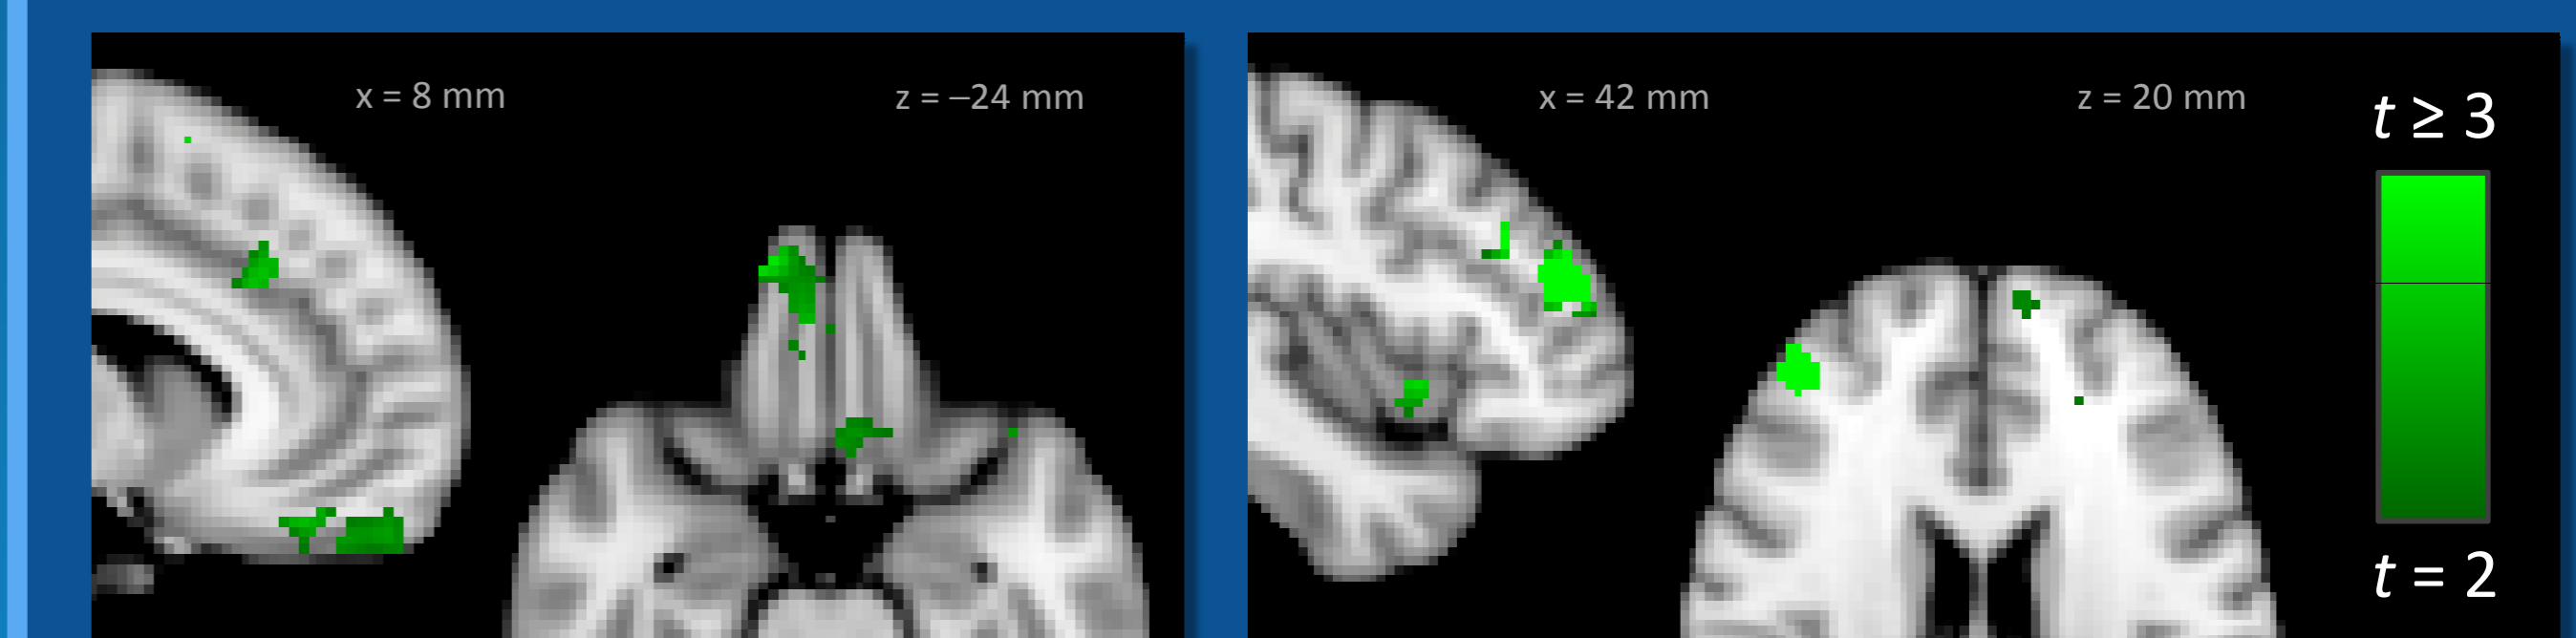 x = 8 mm
z = –24 mm
x = 42 mm
z = 20 mm
t ≥ 3
t = 2